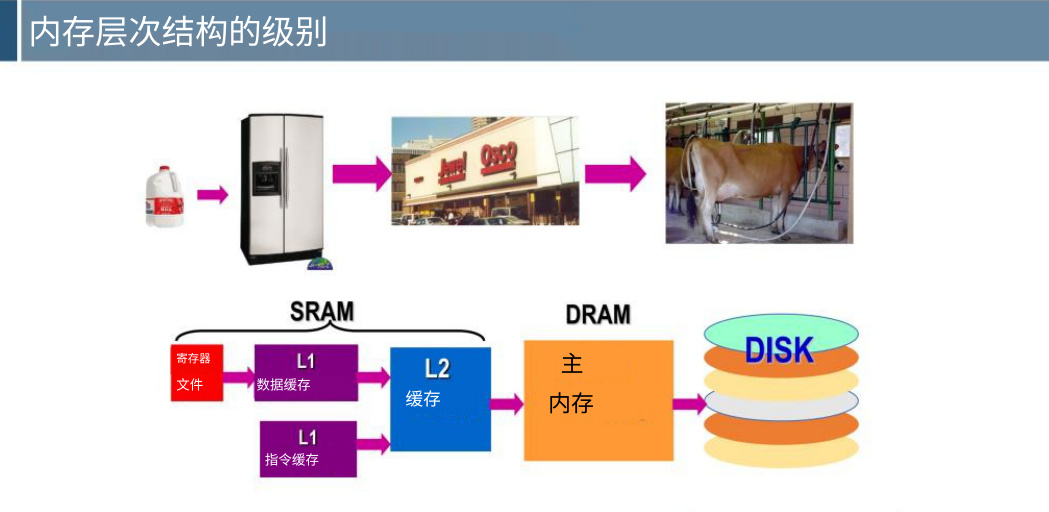 内存层次结构的级别
Jewel Osco
SRAM
DRAM
寄存器
文件
L1
数据缓存
L2
缓存
主
内存
DISK
L1
指令缓存